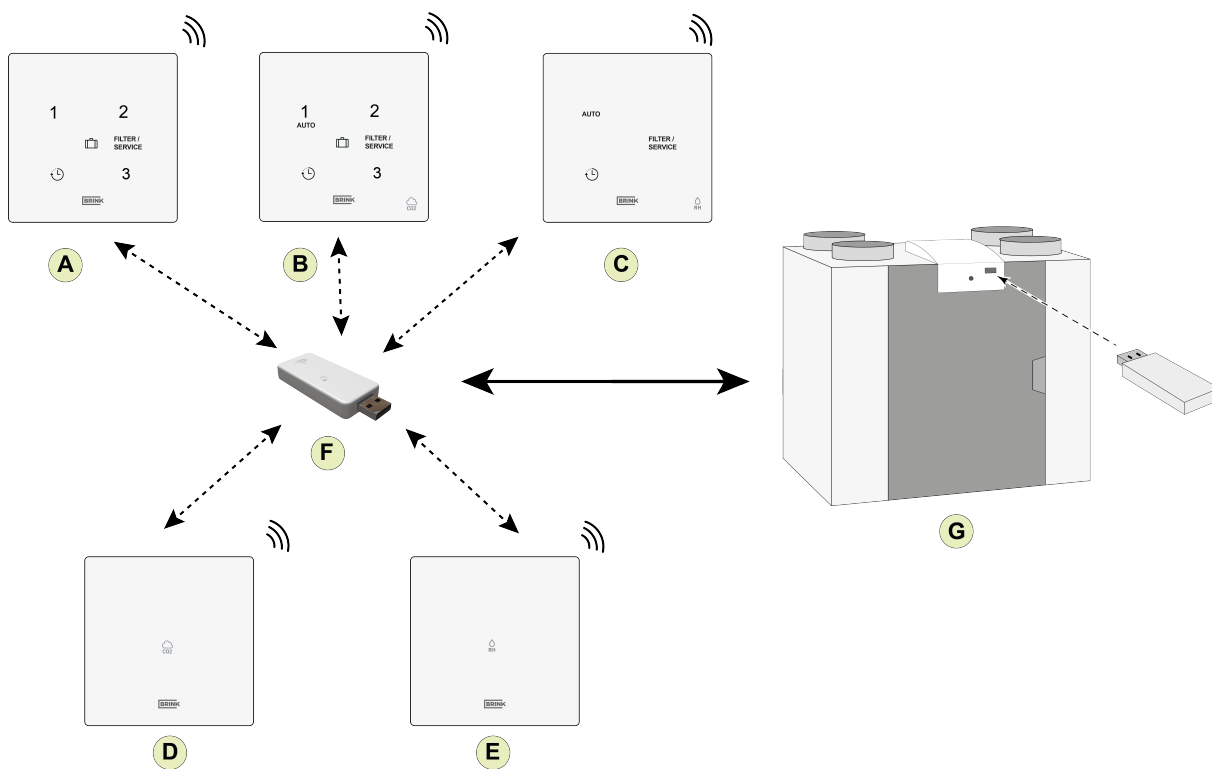 1 2
FILTER /
SERVICE
3
BRINK
A
1 2
AUTO
FILTER /
SERVICE
3
BRINK
CO2
B
AUTO
FILTER /
SERVICE
BRINK
RH
C
F
G
CO2
BRINK
D
RH
BRINK
E